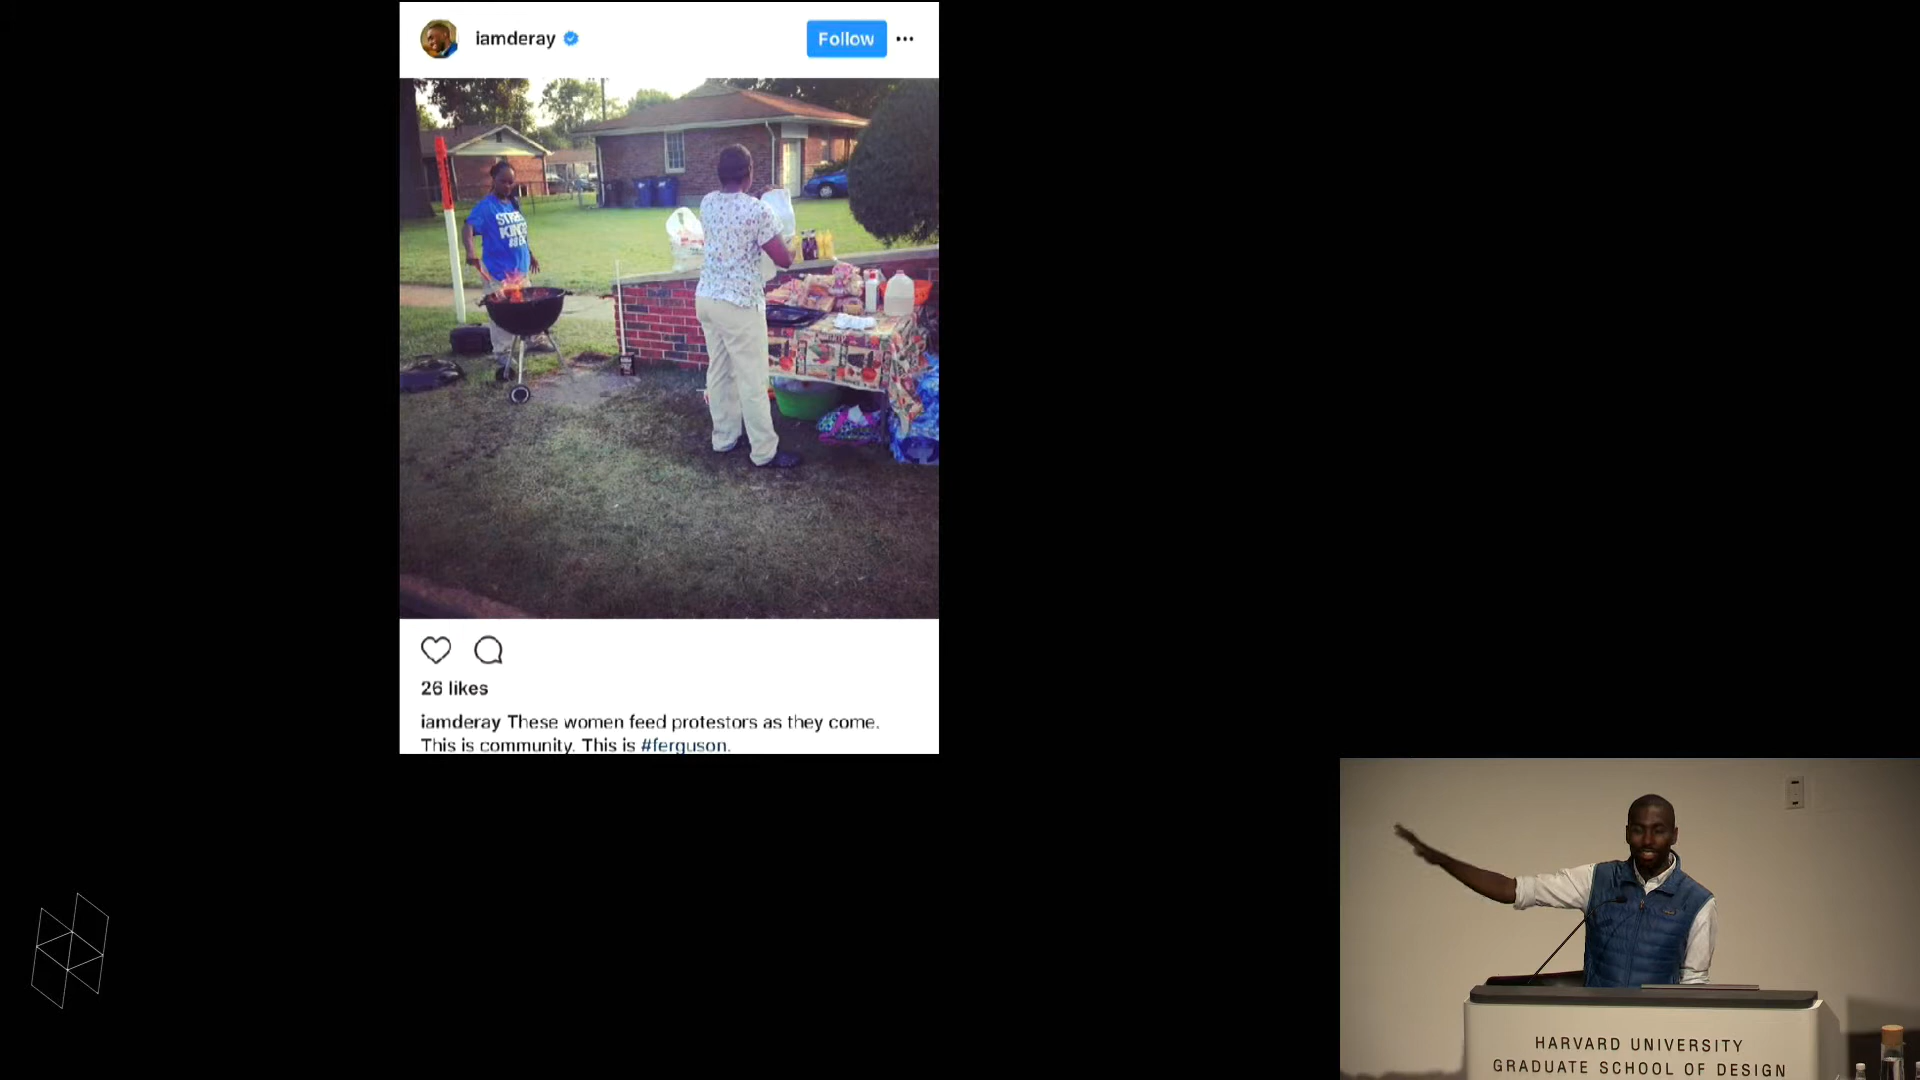 iamderay
Follow
26 likes
iamderay These women feed protestors as they come.
This is community. This is #ferguson.
HARVARD UNIVERSITY
GRADUATE SCHOOL OF DESIGN